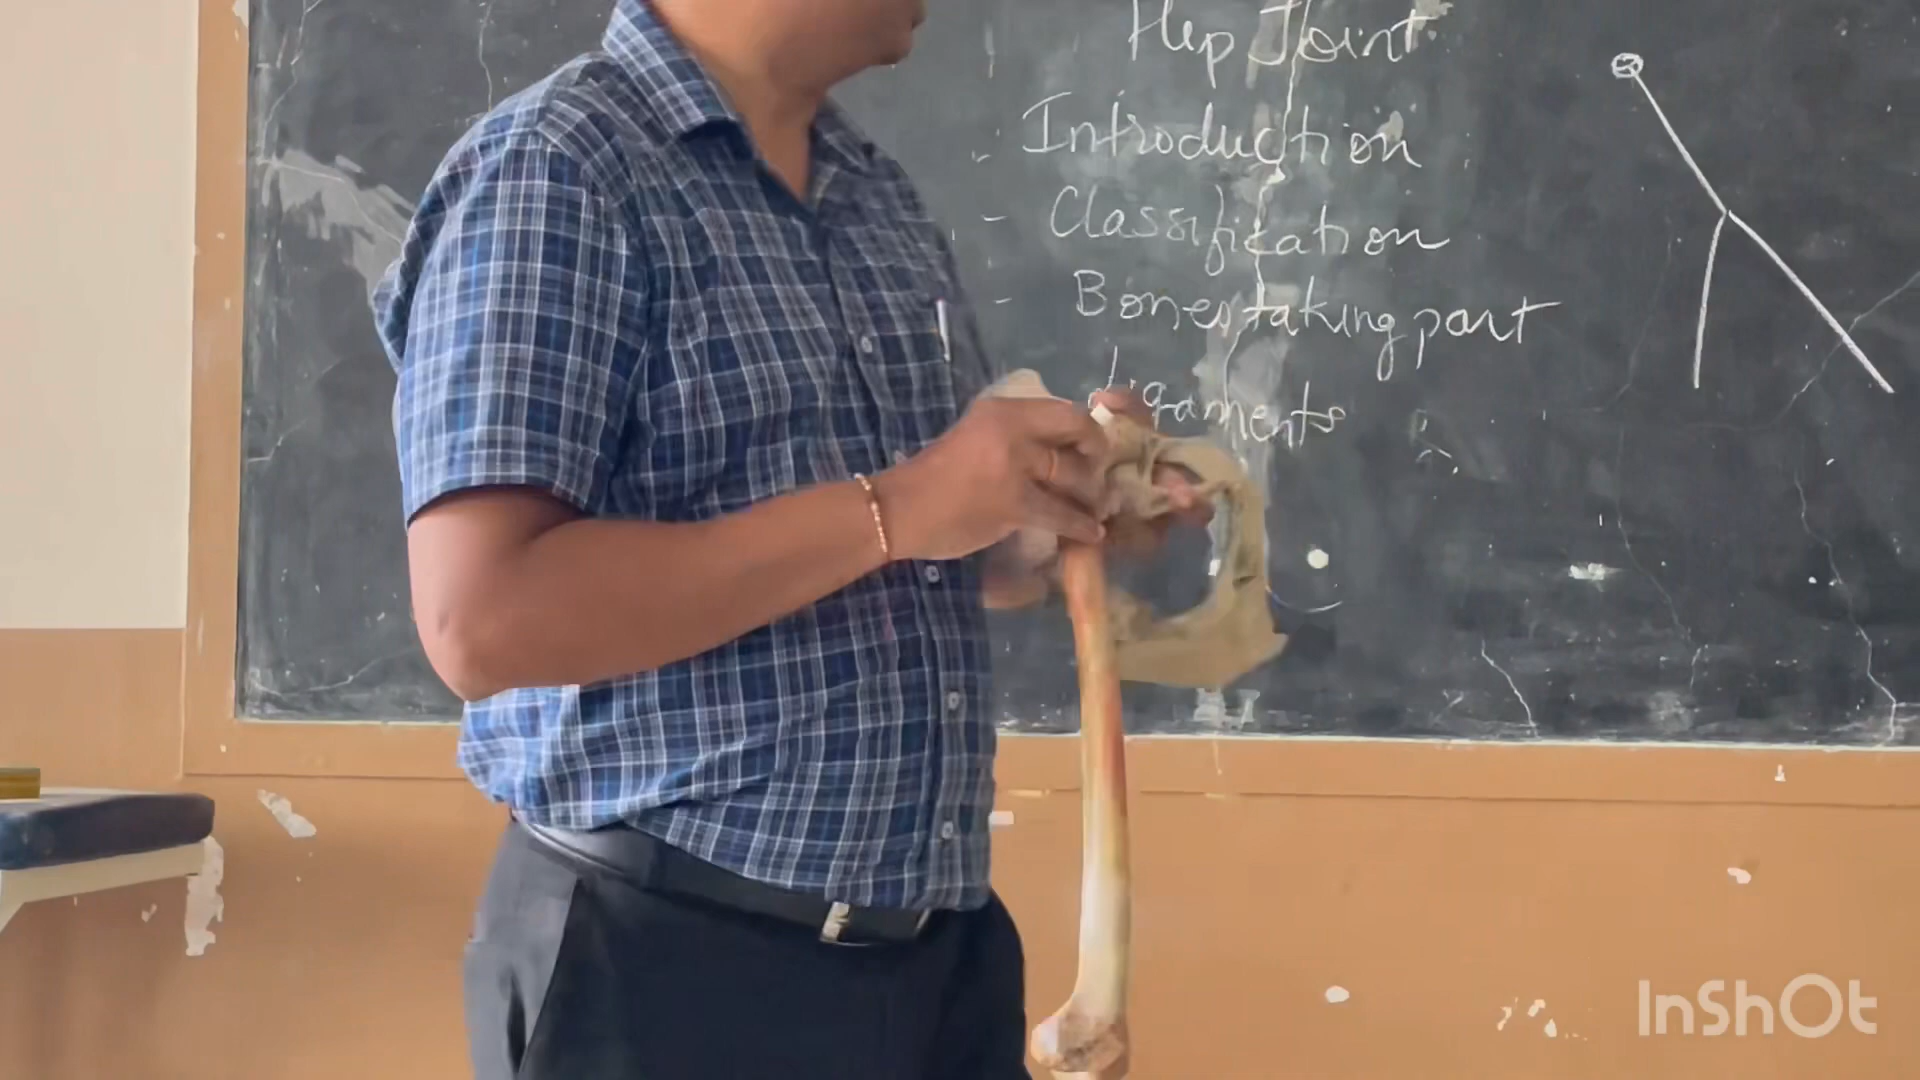 Hip Joint
- Introduction
- Classification
- Bones taking part
Ligaments
InShOt